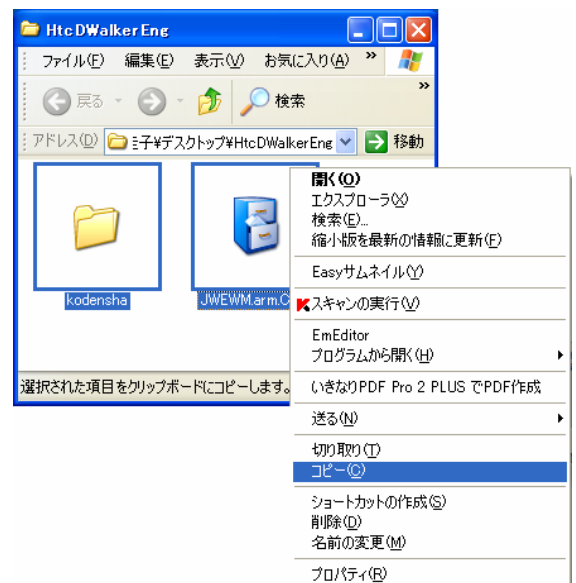 HtcDWalkerEng
ファイル(F) 編集(E) 表示(V) お気に入り(A) »
戻る 検索 »
アドレス(D) ミ子¥デスクトップ¥HtcDWalkerEng 移動
kodensha
JWEWM.arm.C
選択された項目をクリップボードにコピーします。
開く(O)
エクスプローラ(X)
検索(E)...
縮小版を最新の情報に更新(F)
Easyサムネイル(Y)
スキャンの実行(V)
EmEditor
プログラムから開く(H)
いきなりPDF Pro 2 PLUS でPDF作成
送る(N)
切り取り(T)
コピー(C)
ショートカットの作成(S)
削除(D)
名前の変更(M)
プロパティ(R)